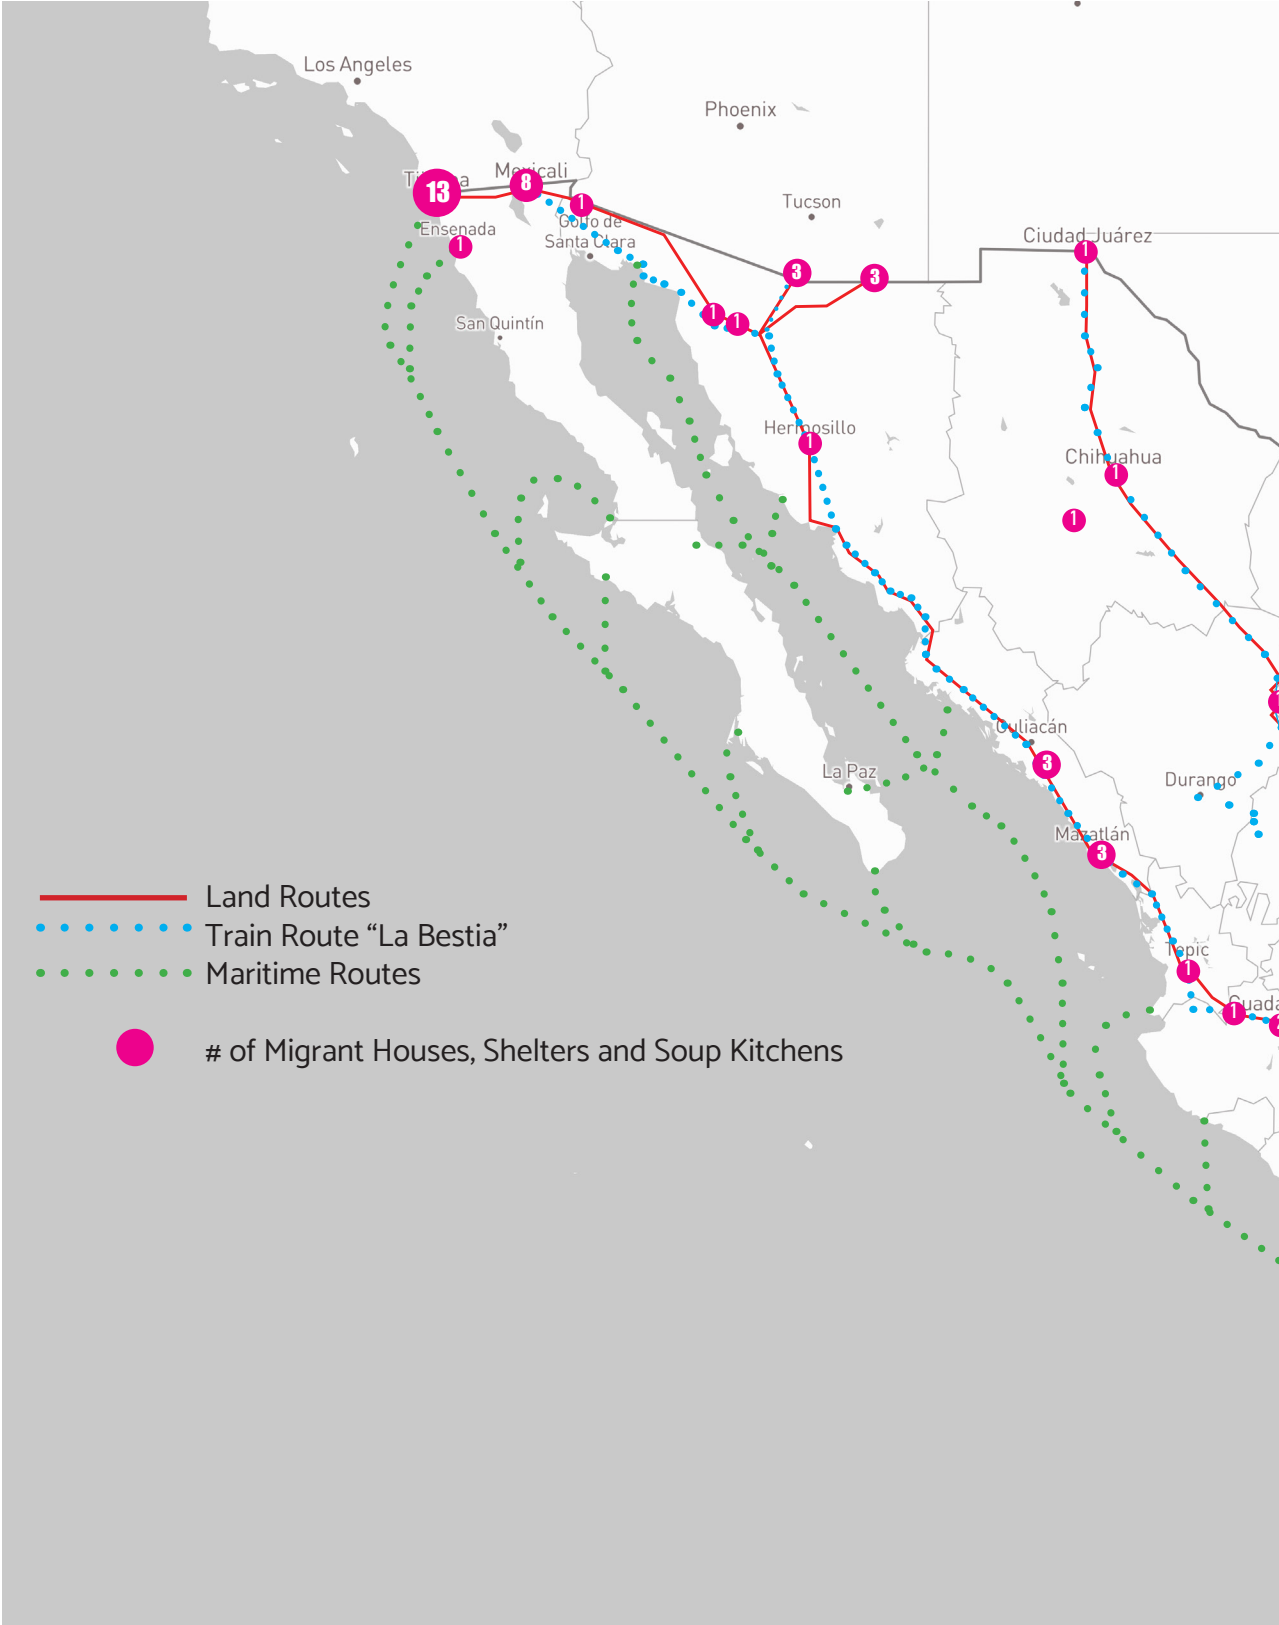 Los Angeles
Phoenix
Mexicali
13
8
1
Tucson
Ensenada
1
Golfo de
Santa Clara
Ciudad Juárez
1
3
3
San Quintín
1
1
Hermosillo
1
Chihuahua
1
1
Culiacán
3
La Paz
Durango
Mazatlán
3
Land Routes
Train Route “La Bestia”
Maritime Routes
Tepic
1
1
# of Migrant Houses, Shelters and Soup Kitchens